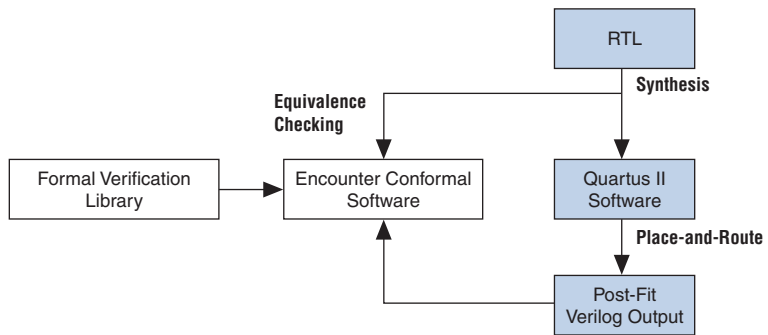 RTL
Synthesis
Equivalence
Checking
Formal Verification
Library
Encounter Conformal
Software
Quartus II
Software
Place-and-Route
Post-Fit
Verilog Output